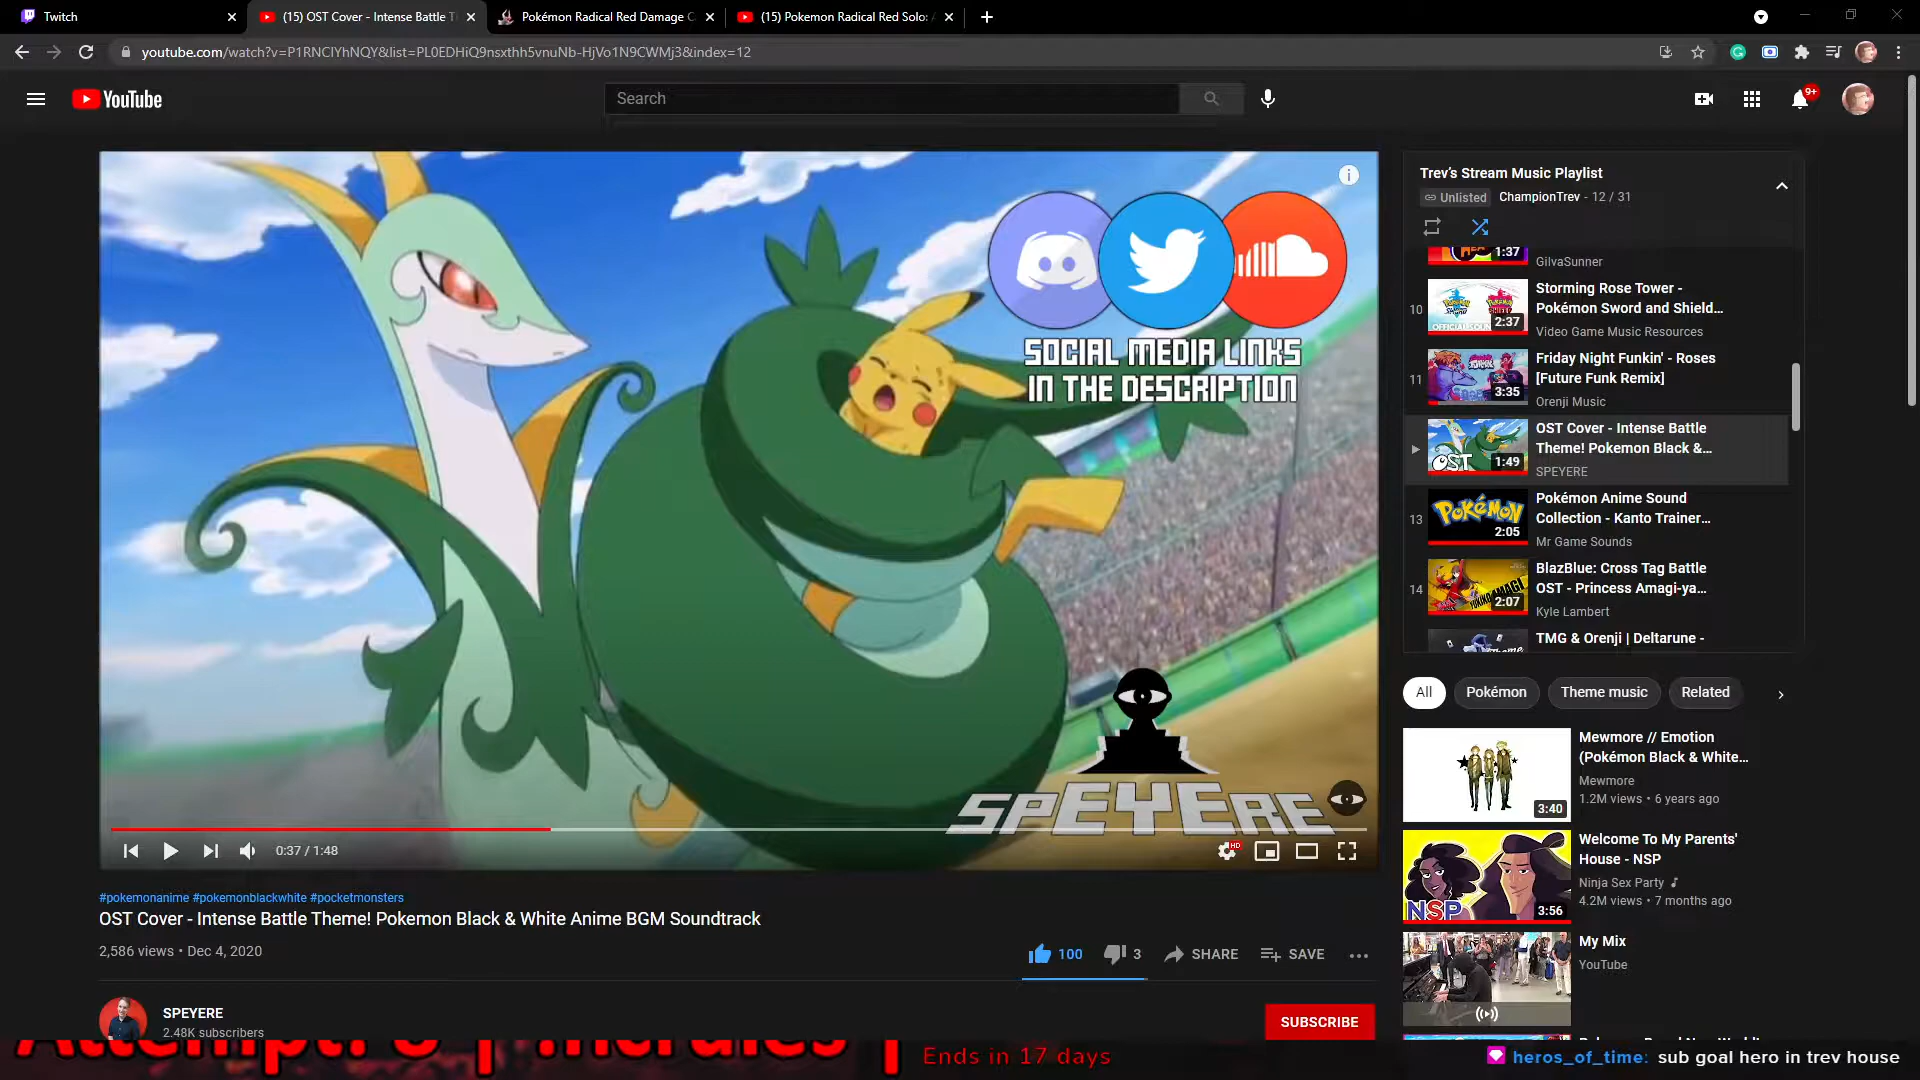 Twitch
(15) OST Cover - Intense Battle T
Pokémon Radical Red Damage C
(15) Pokemon Radical Red Solo:
youtube.com/watch?v=P1RNCIYhNQY&list=PL0EDHiQ9nsxthh5vnuNb-HjVo1N9CWMj3&index=12
YouTube
Search
9+
SOCIAL MEDIA LINKS
IN THE DESCRIPTION
SPEYERE
0:37 / 1:48
HD
#pokemonanime #pokemonblackwhite #pocketmonsters
OST Cover - Intense Battle Theme! Pokemon Black & White Anime BGM Soundtrack
2,586 views • Dec 4, 2020
100
3
SHARE
SAVE
SPEYERE
2.48K subscribers
SUBSCRIBE
Trev's Stream Music Playlist
Unlisted
ChampionTrev - 12 / 31
1:37
GilvaSunner
10
2:37
Storming Rose Tower -
Pokémon Sword and Shield...
Video Game Music Resources
11
3:35
Friday Night Funkin' - Roses
[Future Funk Remix]
Orenji Music
OST
1:49
OST Cover - Intense Battle
Theme! Pokemon Black &...
SPEYERE
13
POKéMON
2:05
Pokémon Anime Sound
Collection - Kanto Trainer...
Mr Game Sounds
14
2:07
BlazBlue: Cross Tag Battle
OST - Princess Amagi-ya...
Kyle Lambert
TMG & Orenji | Deltarune -
All
Pokémon
Theme music
Related
3:40
Mewmore // Emotion
(Pokémon Black & White...
Mewmore
1.2M views • 6 years ago
NSP
3:56
Welcome To My Parents'
House - NSP
Ninja Sex Party
4.2M views • 7 months ago
My Mix
YouTube
Ends in 17 days
heros_of_time: sub goal hero in trev house